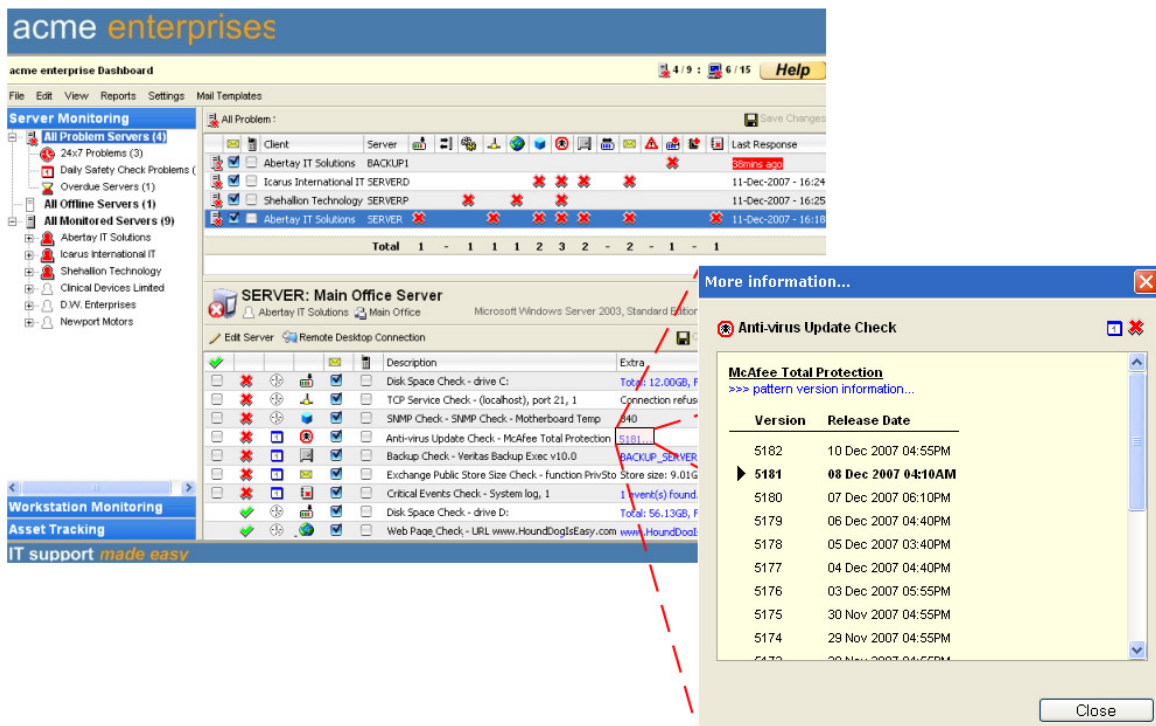 acme enterprises
acme enterprise Dashboard
4/9 : 6/15 Help
File Edit View Reports Settings Mail Templates
Server Monitoring
All Problem Servers (4)
24x7 Problems (3)
Daily Safety Check Problems (
Overdue Servers (1)
All Offline Servers (1)
All Monitored Servers (9)
Abertay IT Solutions
Icarus International IT
Shehallion Technology
Clinical Devices Limited
D.W. Enterprises
Newport Motors
Workstation Monitoring
Asset Tracking
IT support made easy
All Problem :
Save Changes
Client Server Last Response
Abertay IT Solutions BACKUP1 38mins ago
Icarus International IT SERVERD 11-Dec-2007 - 16:24
Shehallion Technology SERVERP 11-Dec-2007 - 16:25
Abertay IT Solutions SERVER 11-Dec-2007 - 16:18
Total 1 - 1 1 1 2 3 2 - 2 - 1 - 1
SERVER: Main Office Server
Abertay IT Solutions Main Office Microsoft Windows Server 2003, Standard Edition
Edit Server Remote Desktop Connection
Description Extra
Disk Space Check - drive C: Total: 12.00GB, F
TCP Service Check - (localhost), port 21, 1 Connection refus
SNMP Check - SNMP Check - Motherboard Temp 840
Anti-virus Update Check - McAfee Total Protection 5181...
Backup Check - Veritas Backup Exec v10.0 BACKUP_SERVER
Exchange Public Store Size Check - function PrivSto Store size: 9.01G
Critical Events Check - System log, 1 1 event(s) found.
Disk Space Check - drive D: Total: 56.13GB, F
Web Page Check - URL www.HoundDogIsEasy.com www.HoundDogI
More information...
Anti-virus Update Check
McAfee Total Protection
>>> pattern version information...
Version Release Date
5182 10 Dec 2007 04:55PM
5181 08 Dec 2007 04:10AM
5180 07 Dec 2007 06:10PM
5179 06 Dec 2007 04:40PM
5178 05 Dec 2007 03:40PM
5177 04 Dec 2007 04:40PM
5176 03 Dec 2007 05:55PM
5175 30 Nov 2007 04:55PM
5174 29 Nov 2007 04:55PM
Close